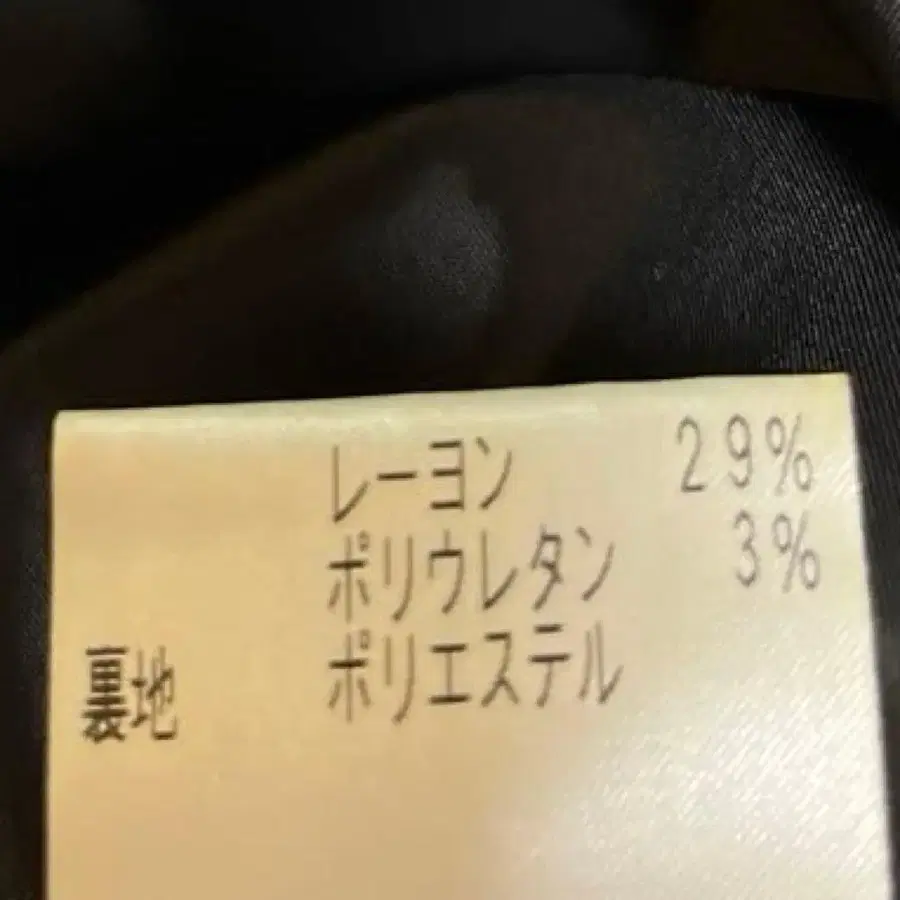 レーヨン 29%
ポリウレタン 3%
裏地 ポリエステル